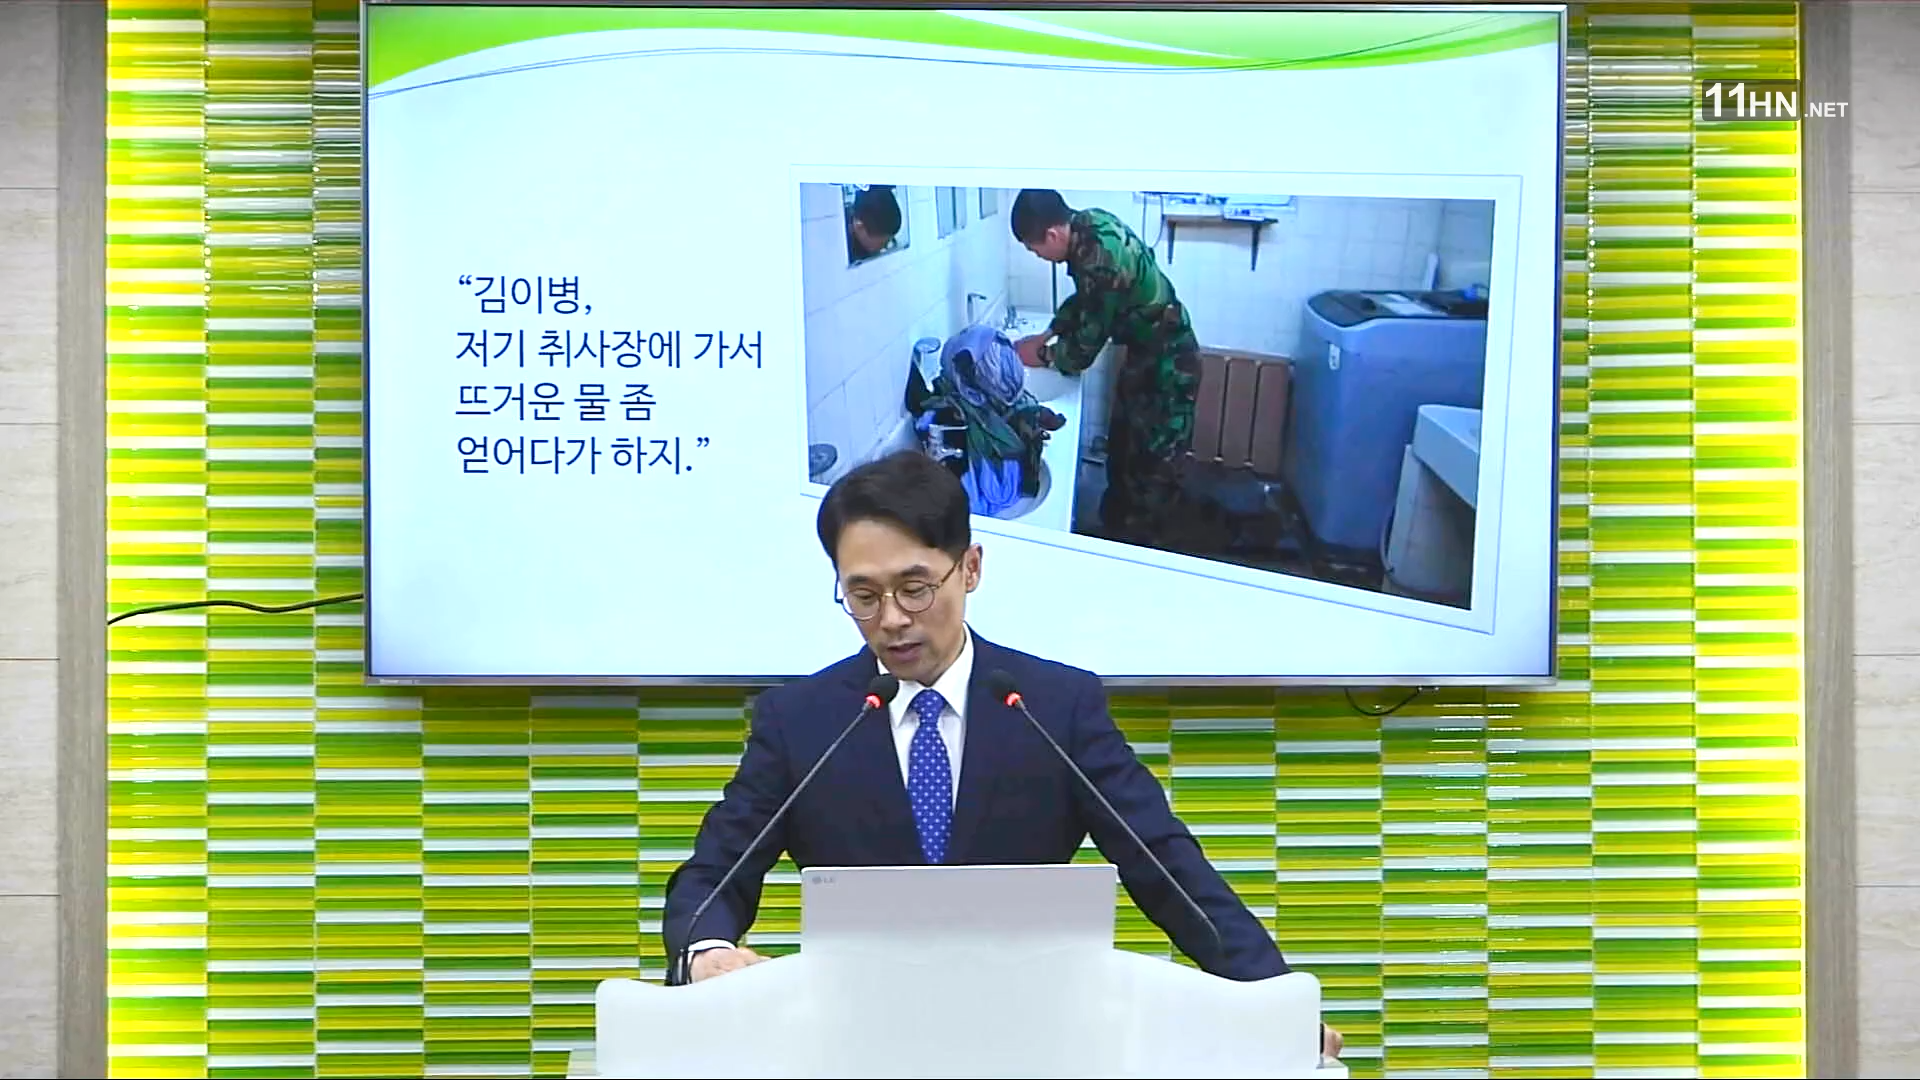 11HN.NET
“김이병,
저기 취사장에 가서
뜨거운 물 좀
얻어다가 하지.”
LG